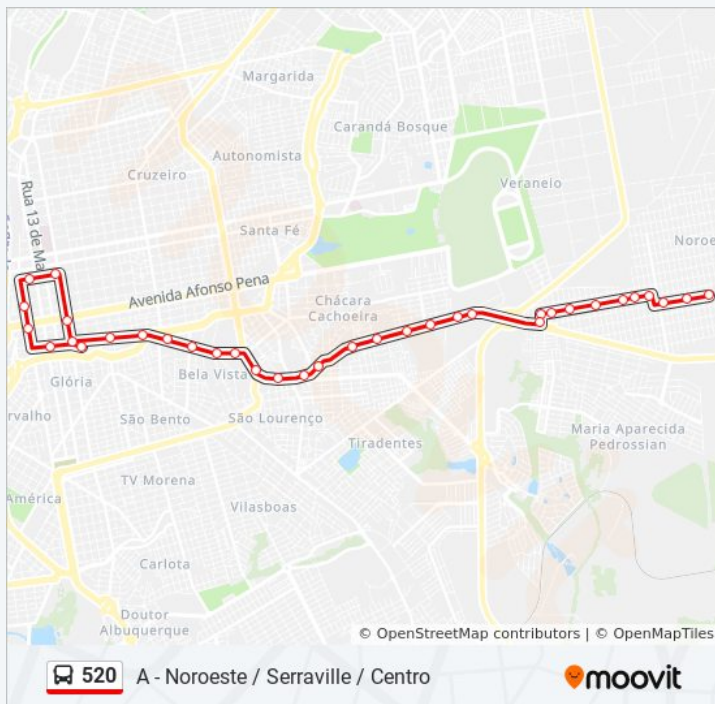 Margarida
Carandá Bosque
Autonomista
Cruzeiro
Veraneio
Rua 13 de Ma
Santa Fé
Noroe
Avenida Afonso Pena
Chácara
Cachoeira
Glória
Bela Vista
rvalho
São Bento
São Lourenço
Tiradentes
Maria Aparecida
Pedrossian
TV Morena
América
Vilasboas
Carlota
Doutor
Albuquerque
© OpenStreetMap contributors | © OpenMapTiles
520 A - Noroeste / Serraville / Centro
moovit